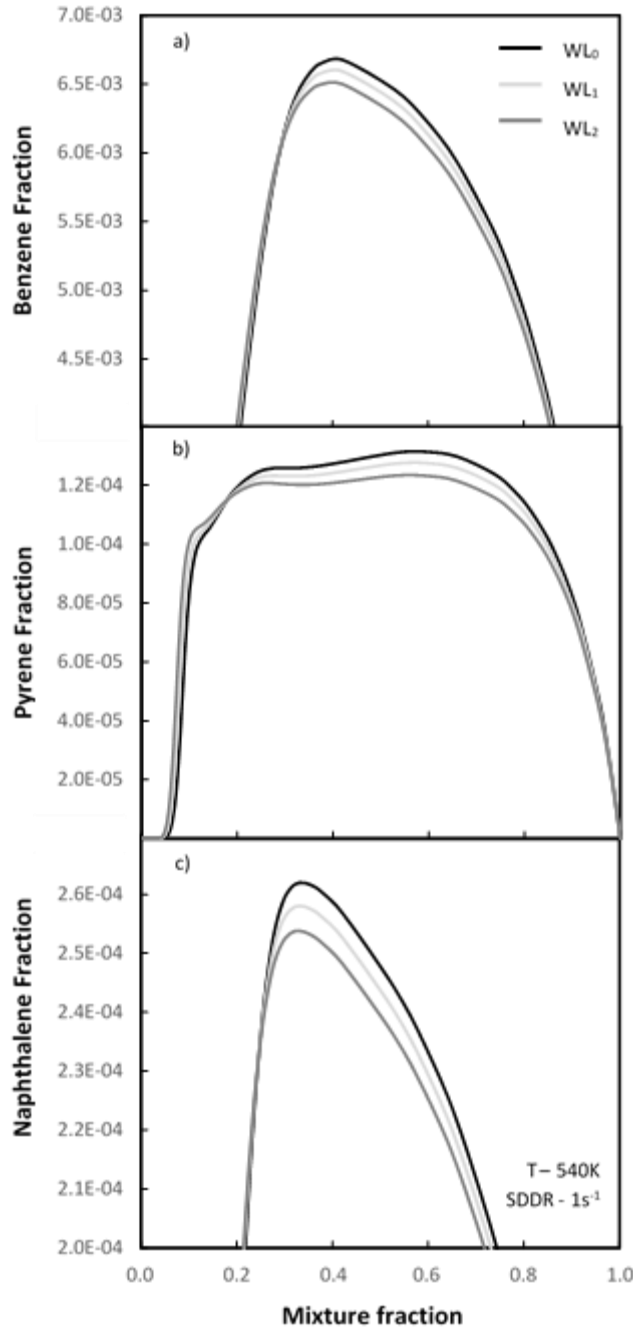 7.0E-03
a)
WL₀
6.5E-03
WL₁
WL₂
6.0E-03
5.5E-03
5.0E-03
4.5E-03
Benzene Fraction
b)
1.2E-04
1.0E-04
8.0E-05
6.0E-05
4.0E-05
2.0E-05
Pyrene Fraction
c)
2.6E-04
2.5E-04
2.4E-04
2.3E-04
2.2E-04
2.1E-04
2.0E-04
Naphthalene Fraction
T – 540K
SDDR - 1s⁻¹
0.0 0.2 0.4 0.6 0.8 1.0
Mixture fraction